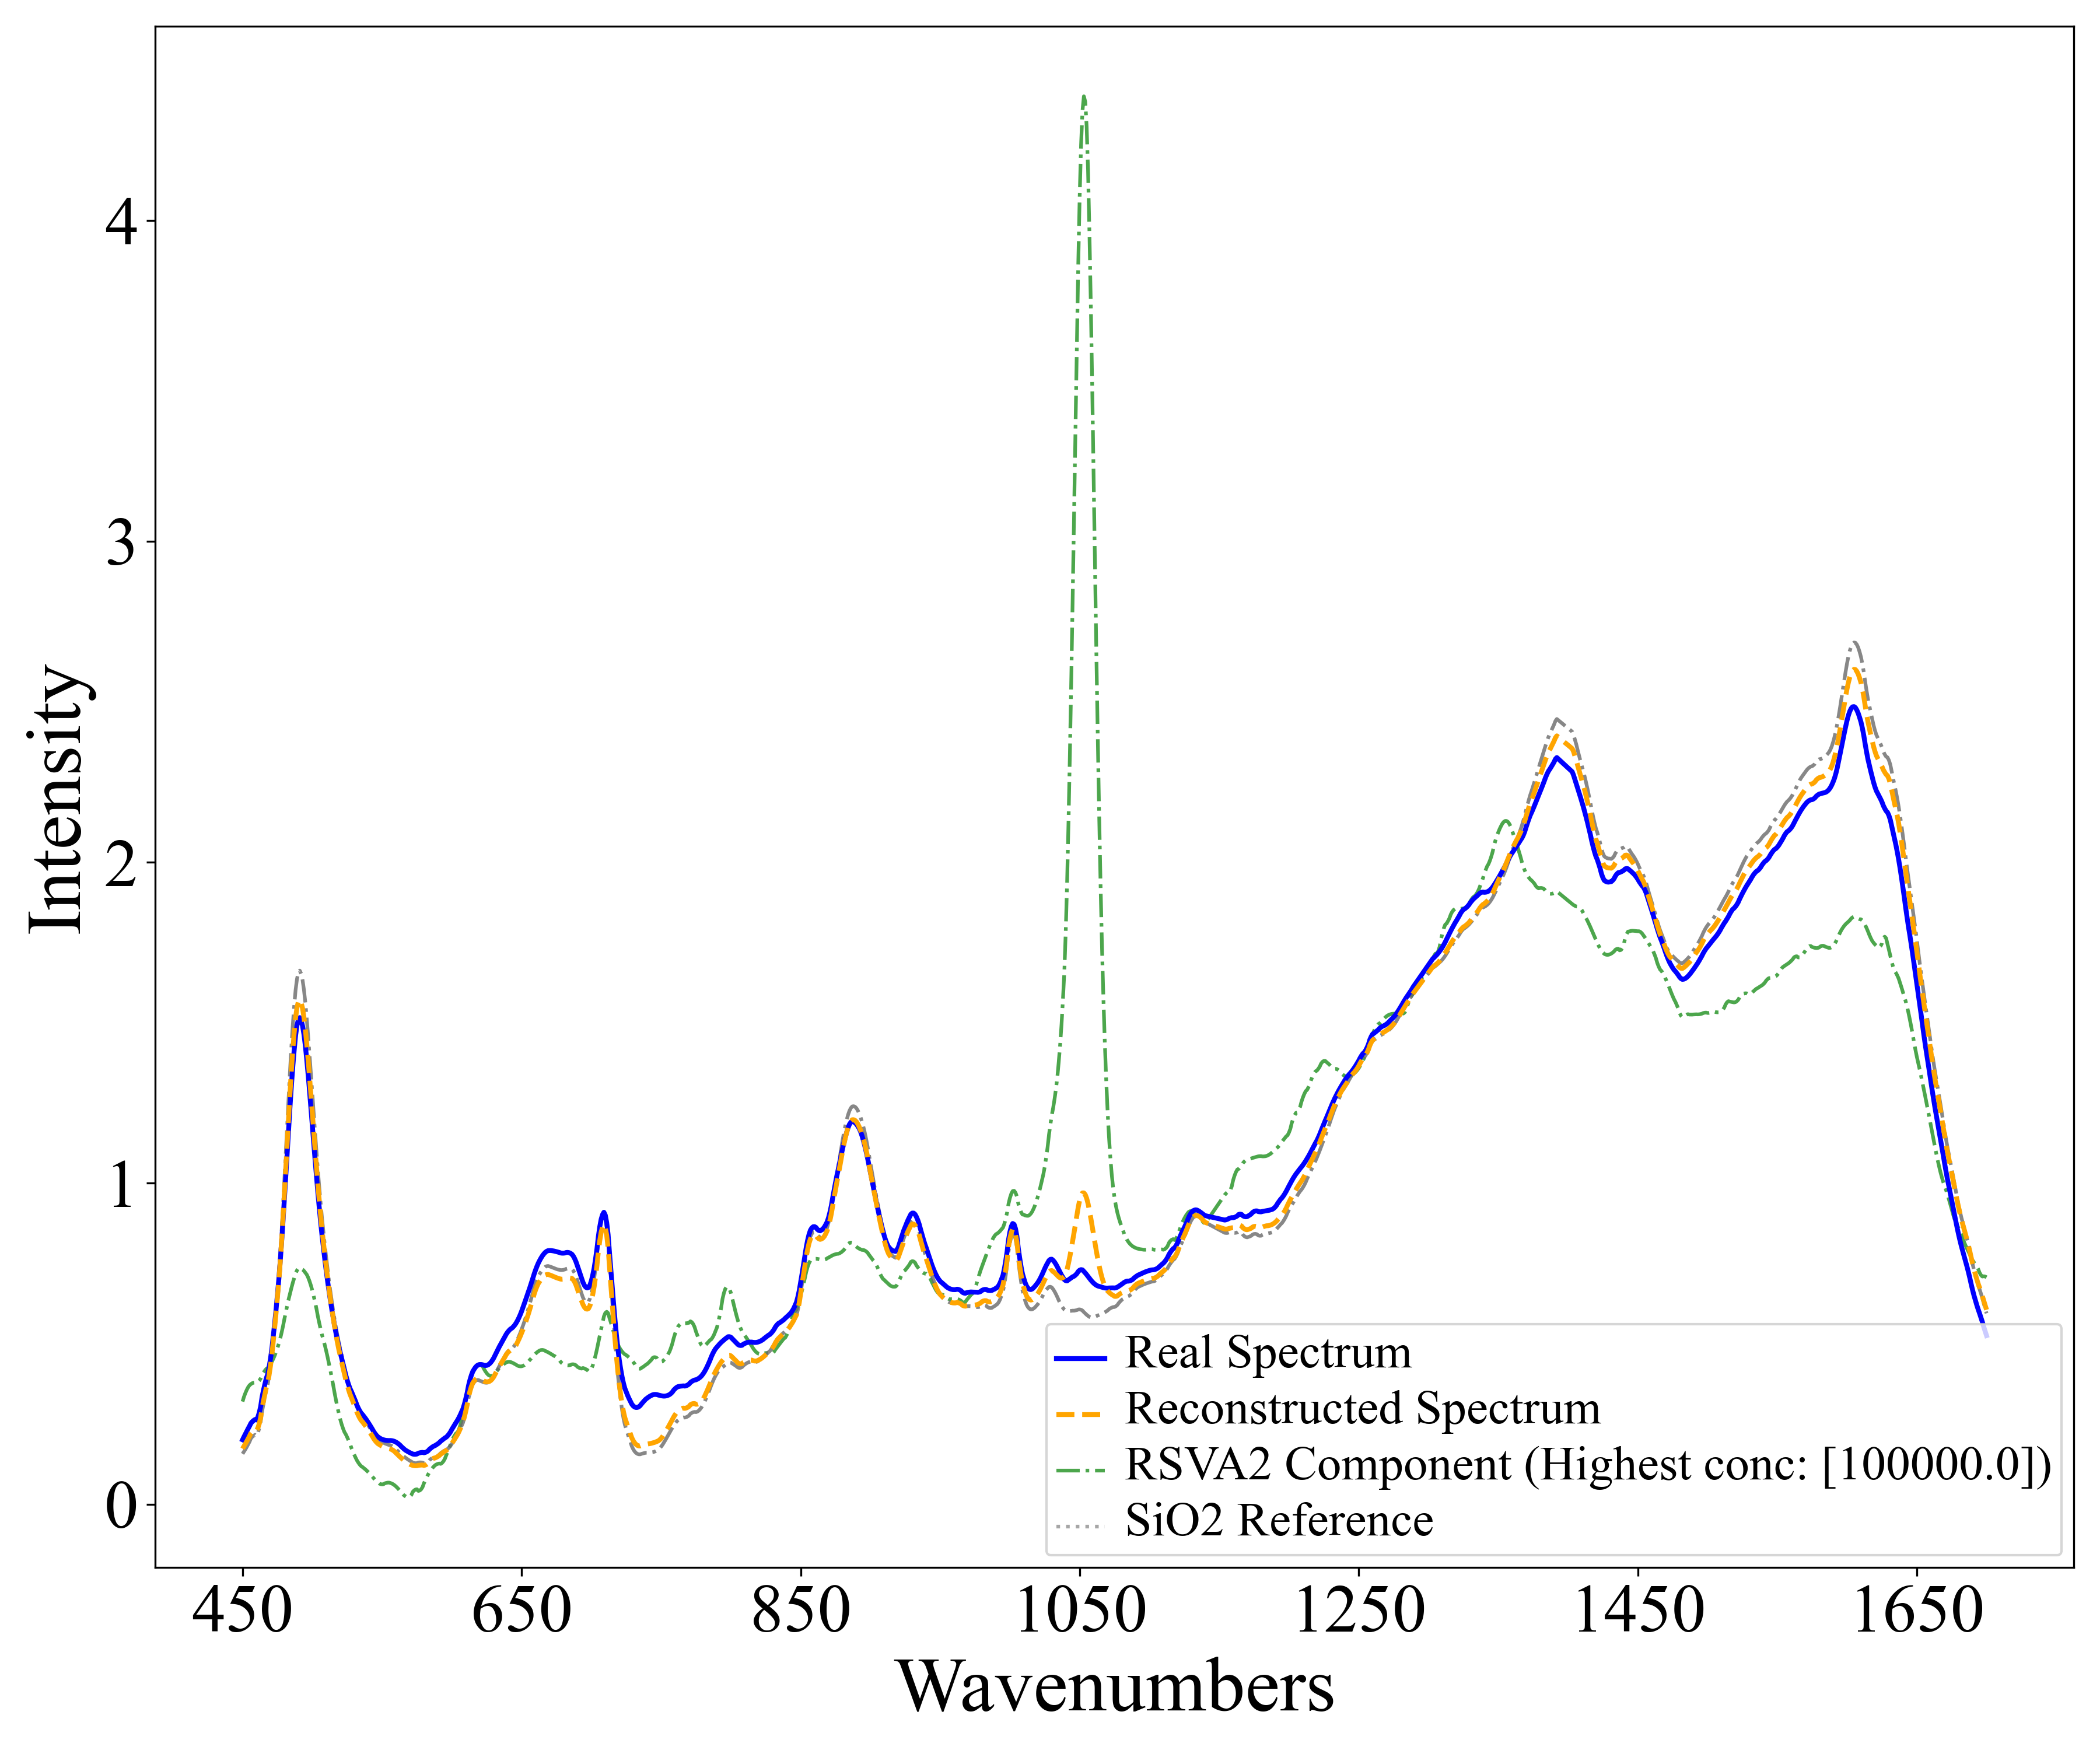 Intensity
4
3
2
1
0
Real Spectrum
Reconstructed Spectrum
RSVA2 Component (Highest conc: [100000.0])
SiO2 Reference
450 650 850 1050 1250 1450 1650
Wavenumbers